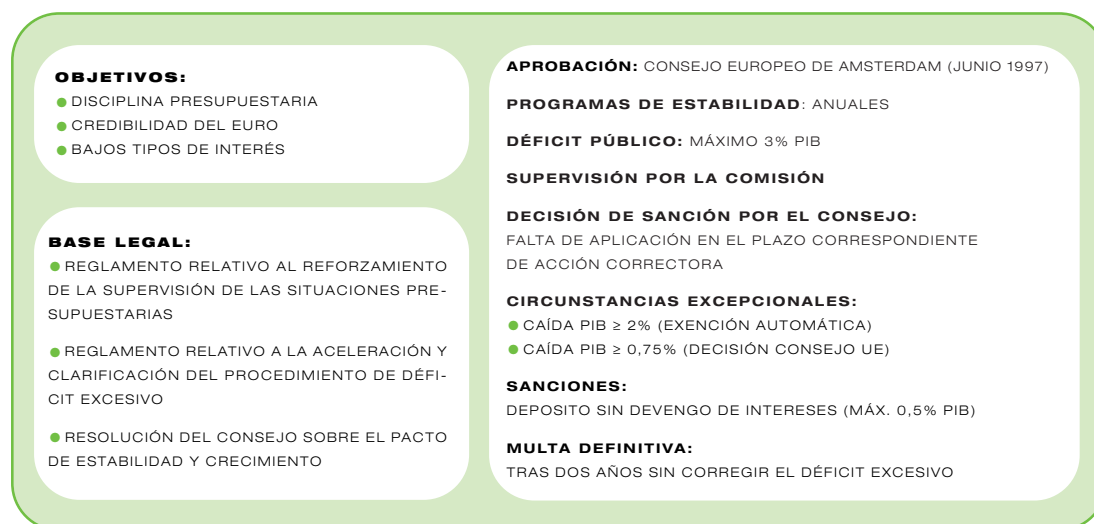 OBJETIVOS:
● DISCIPLINA PRESUPUESTARIA
● CREDIBILIDAD DEL EURO
● BAJOS TIPOS DE INTERÉS
BASE LEGAL:
● REGLAMENTO RELATIVO AL REFORZAMIENTO
DE LA SUPERVISIÓN DE LAS SITUACIONES PRE-
SUPUESTARIAS
● REGLAMENTO RELATIVO A LA ACELERACIÓN Y
CLARIFICACIÓN DEL PROCEDIMIENTO DE DÉFI-
CIT EXCESIVO
● RESOLUCIÓN DEL CONSEJO SOBRE EL PACTO
DE ESTABILIDAD Y CRECIMIENTO
APROBACIÓN: CONSEJO EUROPEO DE AMSTERDAM (JUNIO 1997)
PROGRAMAS DE ESTABILIDAD: ANUALES
DÉFICIT PÚBLICO: MÁXIMO 3% PIB
SUPERVISIÓN POR LA COMISIÓN
DECISIÓN DE SANCIÓN POR EL CONSEJO:
FALTA DE APLICACIÓN EN EL PLAZO CORRESPONDIENTE
DE ACCIÓN CORRECTORA
CIRCUNSTANCIAS EXCEPCIONALES:
● CAÍDA PIB ≥ 2% (EXENCIÓN AUTOMÁTICA)
● CAÍDA PIB ≥ 0,75% (DECISIÓN CONSEJO UE)
SANCIONES:
DEPOSITO SIN DEVENGO DE INTERESES (MÁX. 0,5% PIB)
MULTA DEFINITIVA:
TRAS DOS AÑOS SIN CORREGIR EL DÉFICIT EXCESIVO